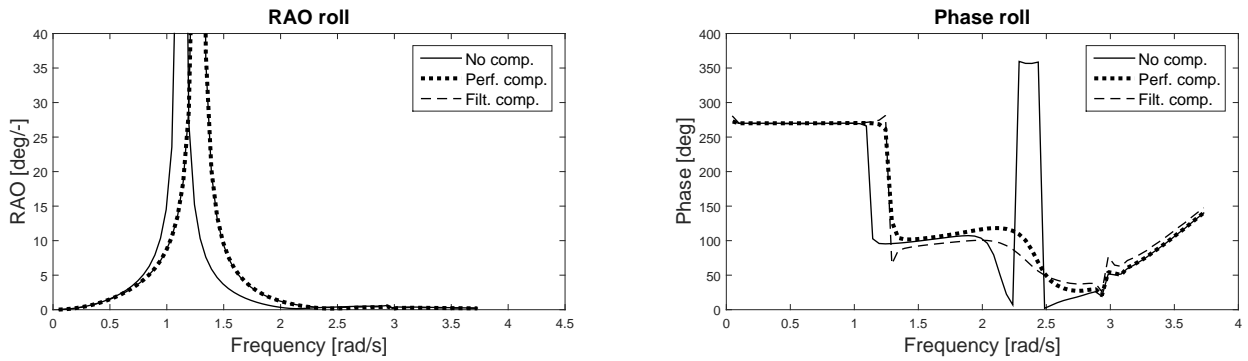 RAO roll
RAO [deg/-]
40
35
30
25
20
15
10
5
0
0 0.5 1 1.5 2 2.5 3 3.5 4 4.5
Frequency [rad/s]
No comp.
Perf. comp.
Filt. comp.
Phase roll
Phase [deg]
400
350
300
250
200
150
100
50
0
0 0.5 1 1.5 2 2.5 3 3.5 4
Frequency [rad/s]
No comp.
Perf. comp.
Filt. comp.